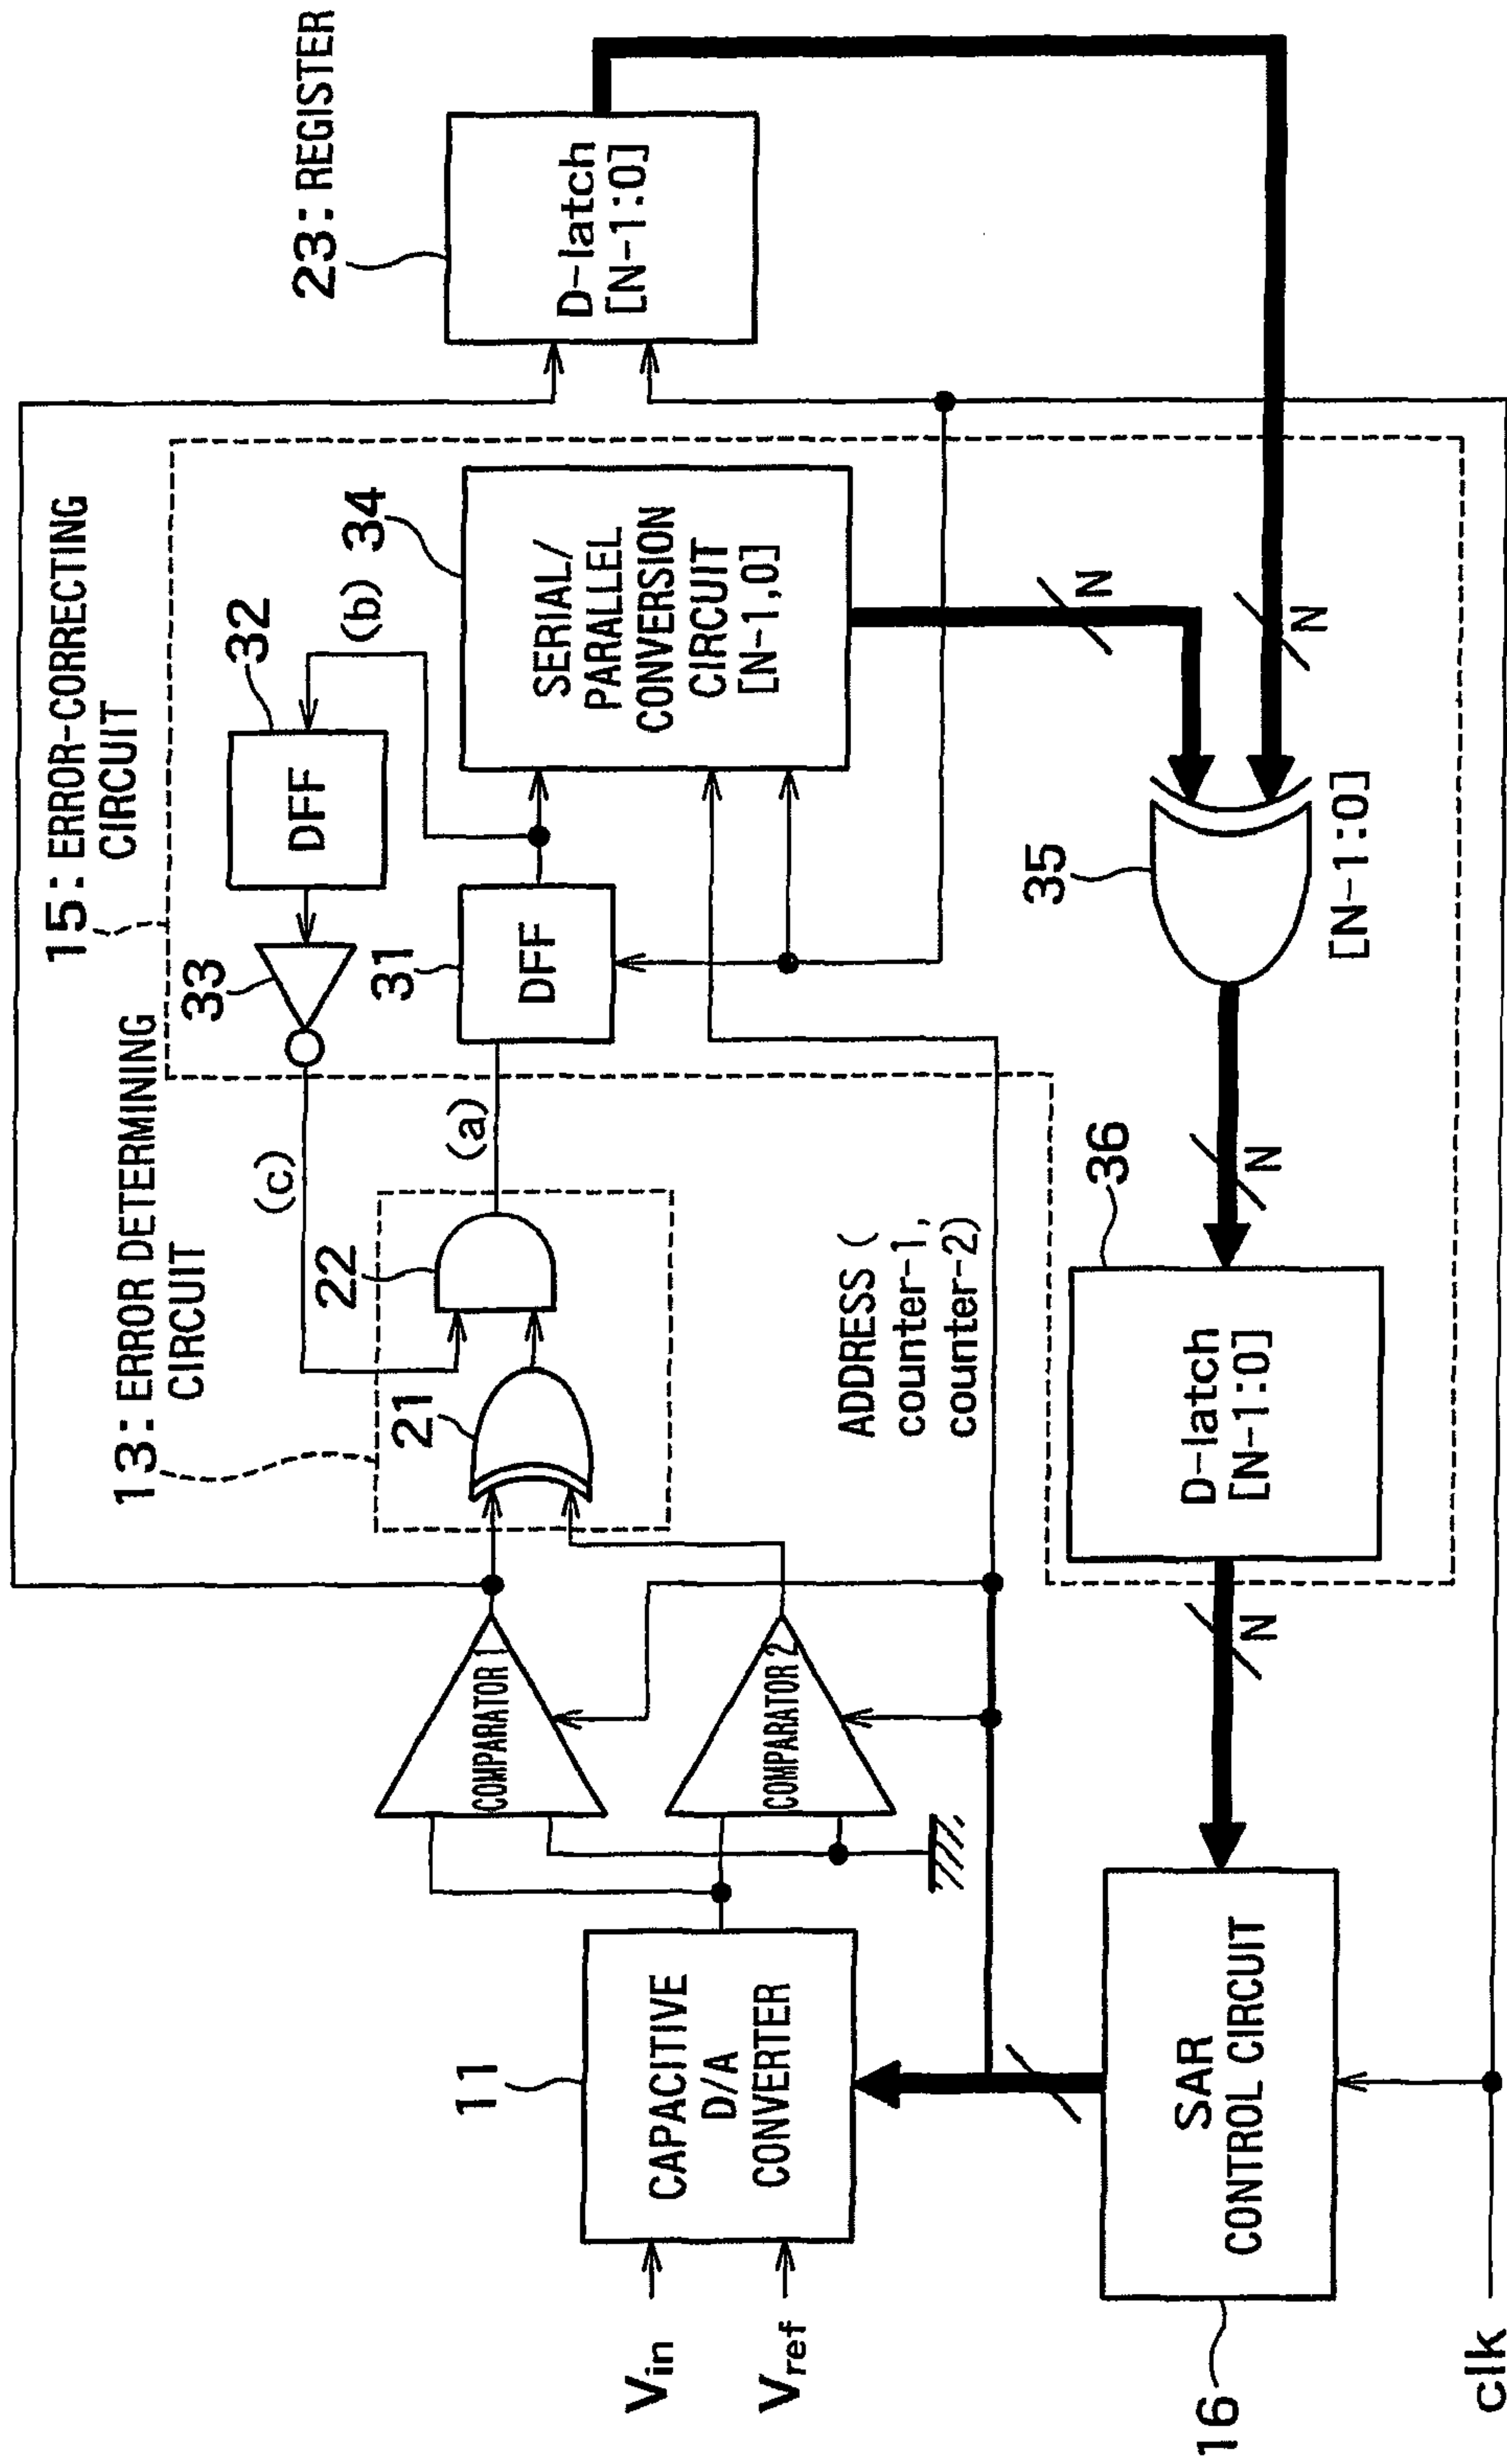 15: ERROR-CORRECTING
CIRCUIT
13: ERROR DETERMINING
CIRCUIT
23: REGISTER
D-latch
[N-1:0]
33
32
DFF
(b)
34
(c)
22
(a)
31
DFF
SERIAL/
PARALLEL
CONVERSION
CIRCUIT
[N-1,0]
21
COMPARATOR 1
COMPARATOR 2
11
CAPACITIVE
D/A
CONVERTER
Vin
Vref
ADDRESS (
counter-1,
counter-2)
N
N
35
[N-1:0]
36
N
D-latch
[N-1:0]
N
SAR
CONTROL CIRCUIT
16
clk